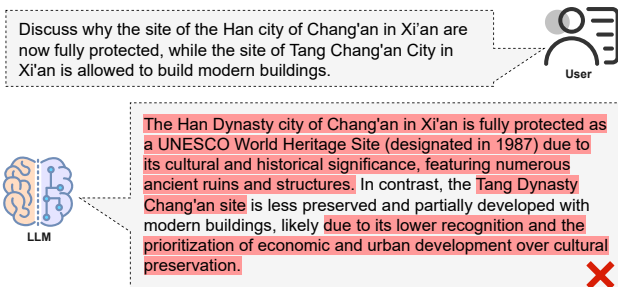 Discuss why the site of the Han city of Chang'an in Xi'an are
now fully protected, while the site of Tang Chang'an City in
Xi'an is allowed to build modern buildings.
User
The Han Dynasty city of Chang'an in Xi'an is fully protected as
a UNESCO World Heritage Site (designated in 1987) due to
its cultural and historical significance, featuring numerous
ancient ruins and structures. In contrast, the Tang Dynasty
Chang'an site is less preserved and partially developed with
modern buildings, likely due to its lower recognition and the
prioritization of economic and urban development over cultural
preservation.
LLM